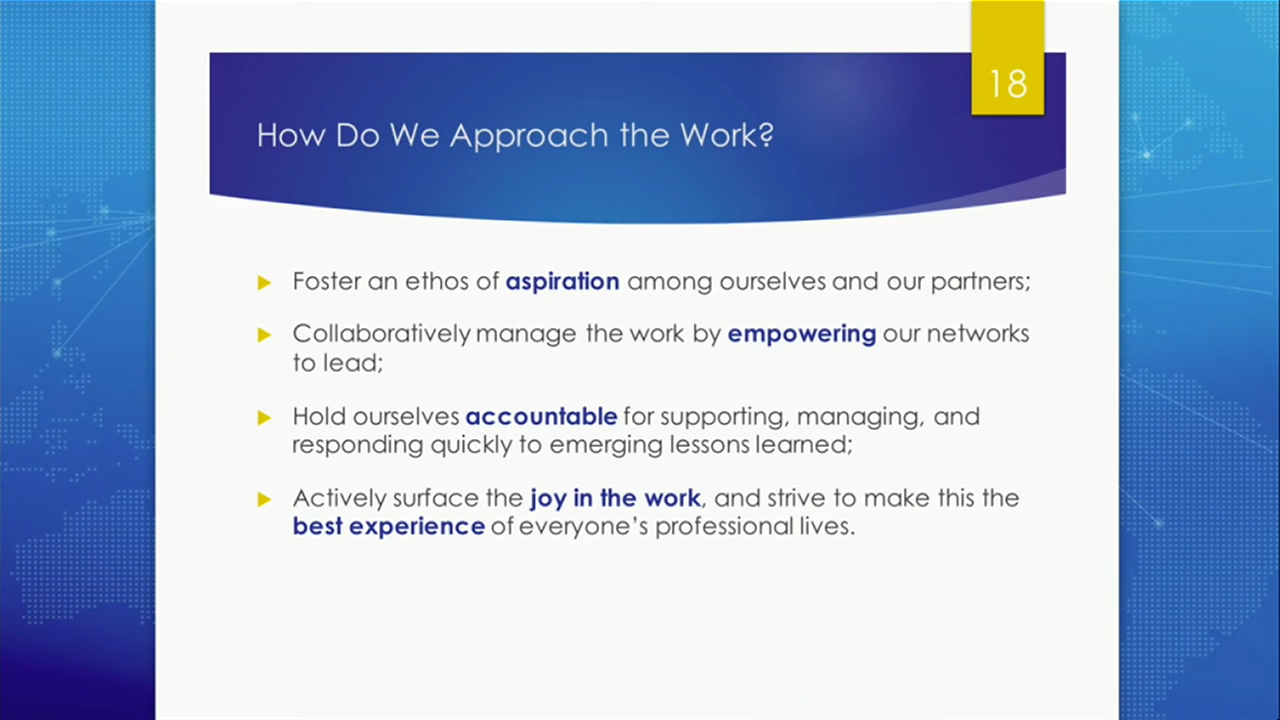 18
How Do We Approach the Work?
Foster an ethos of aspiration among ourselves and our partners;
Collaboratively manage the work by empowering our networks
to lead;
Hold ourselves accountable for supporting, managing, and
responding quickly to emerging lessons learned;
Actively surface the joy in the work, and strive to make this the
best experience of everyone’s professional lives.